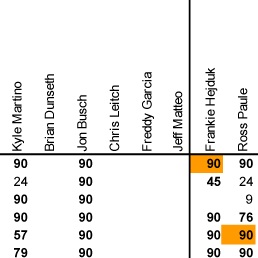 Kyle Martino
Brian Dunseth
Jon Busch
Chris Leitch
Freddy Garcia
Jeff Matteo
Frankie Hejduk
Ross Paule
90 90 90 90
24 90 45 24
90 90 9
90 90 90 76
57 90 90 90
79 90 90 90